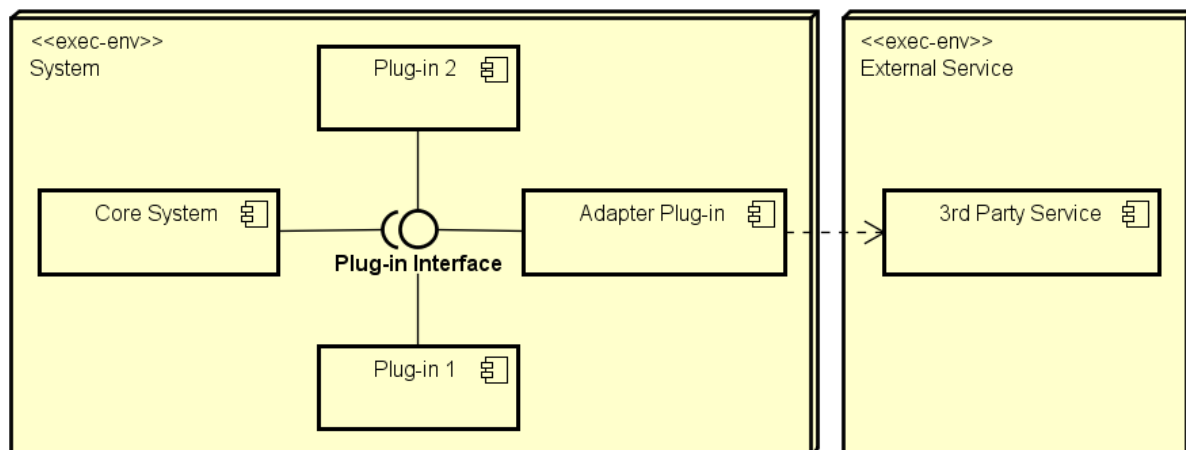 <<exec-env>>
System
Plug-in 2
Core System
Plug-in Interface
Adapter Plug-in
Plug-in 1
<<exec-env>>
External Service
3rd Party Service